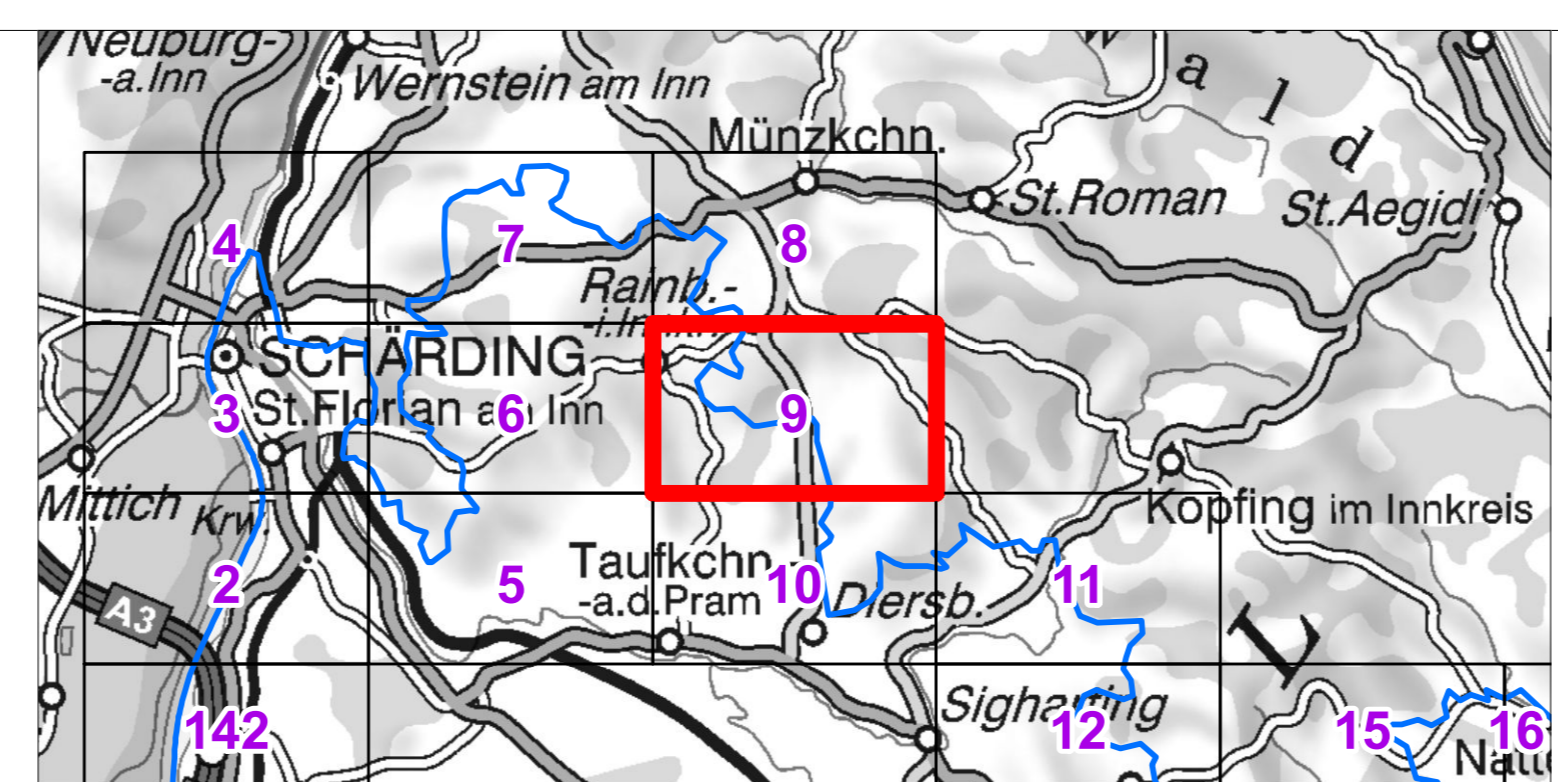 Neuburg-
-a.Inn
Wernstein am Inn
W a l d
Münzkchn.
St.Roman
St.Aegidi
4
7
8
Rainb.-
-i.Innkr.
SCHÄRDING
St.Florian am Inn
3
6
9
Mittich
Krw.
Kopfing im Innkreis
Taufkchn.-
-a.d.Pram
2
5
10
11
Diersb.
A3
L
Sigharting
142
12
15
16